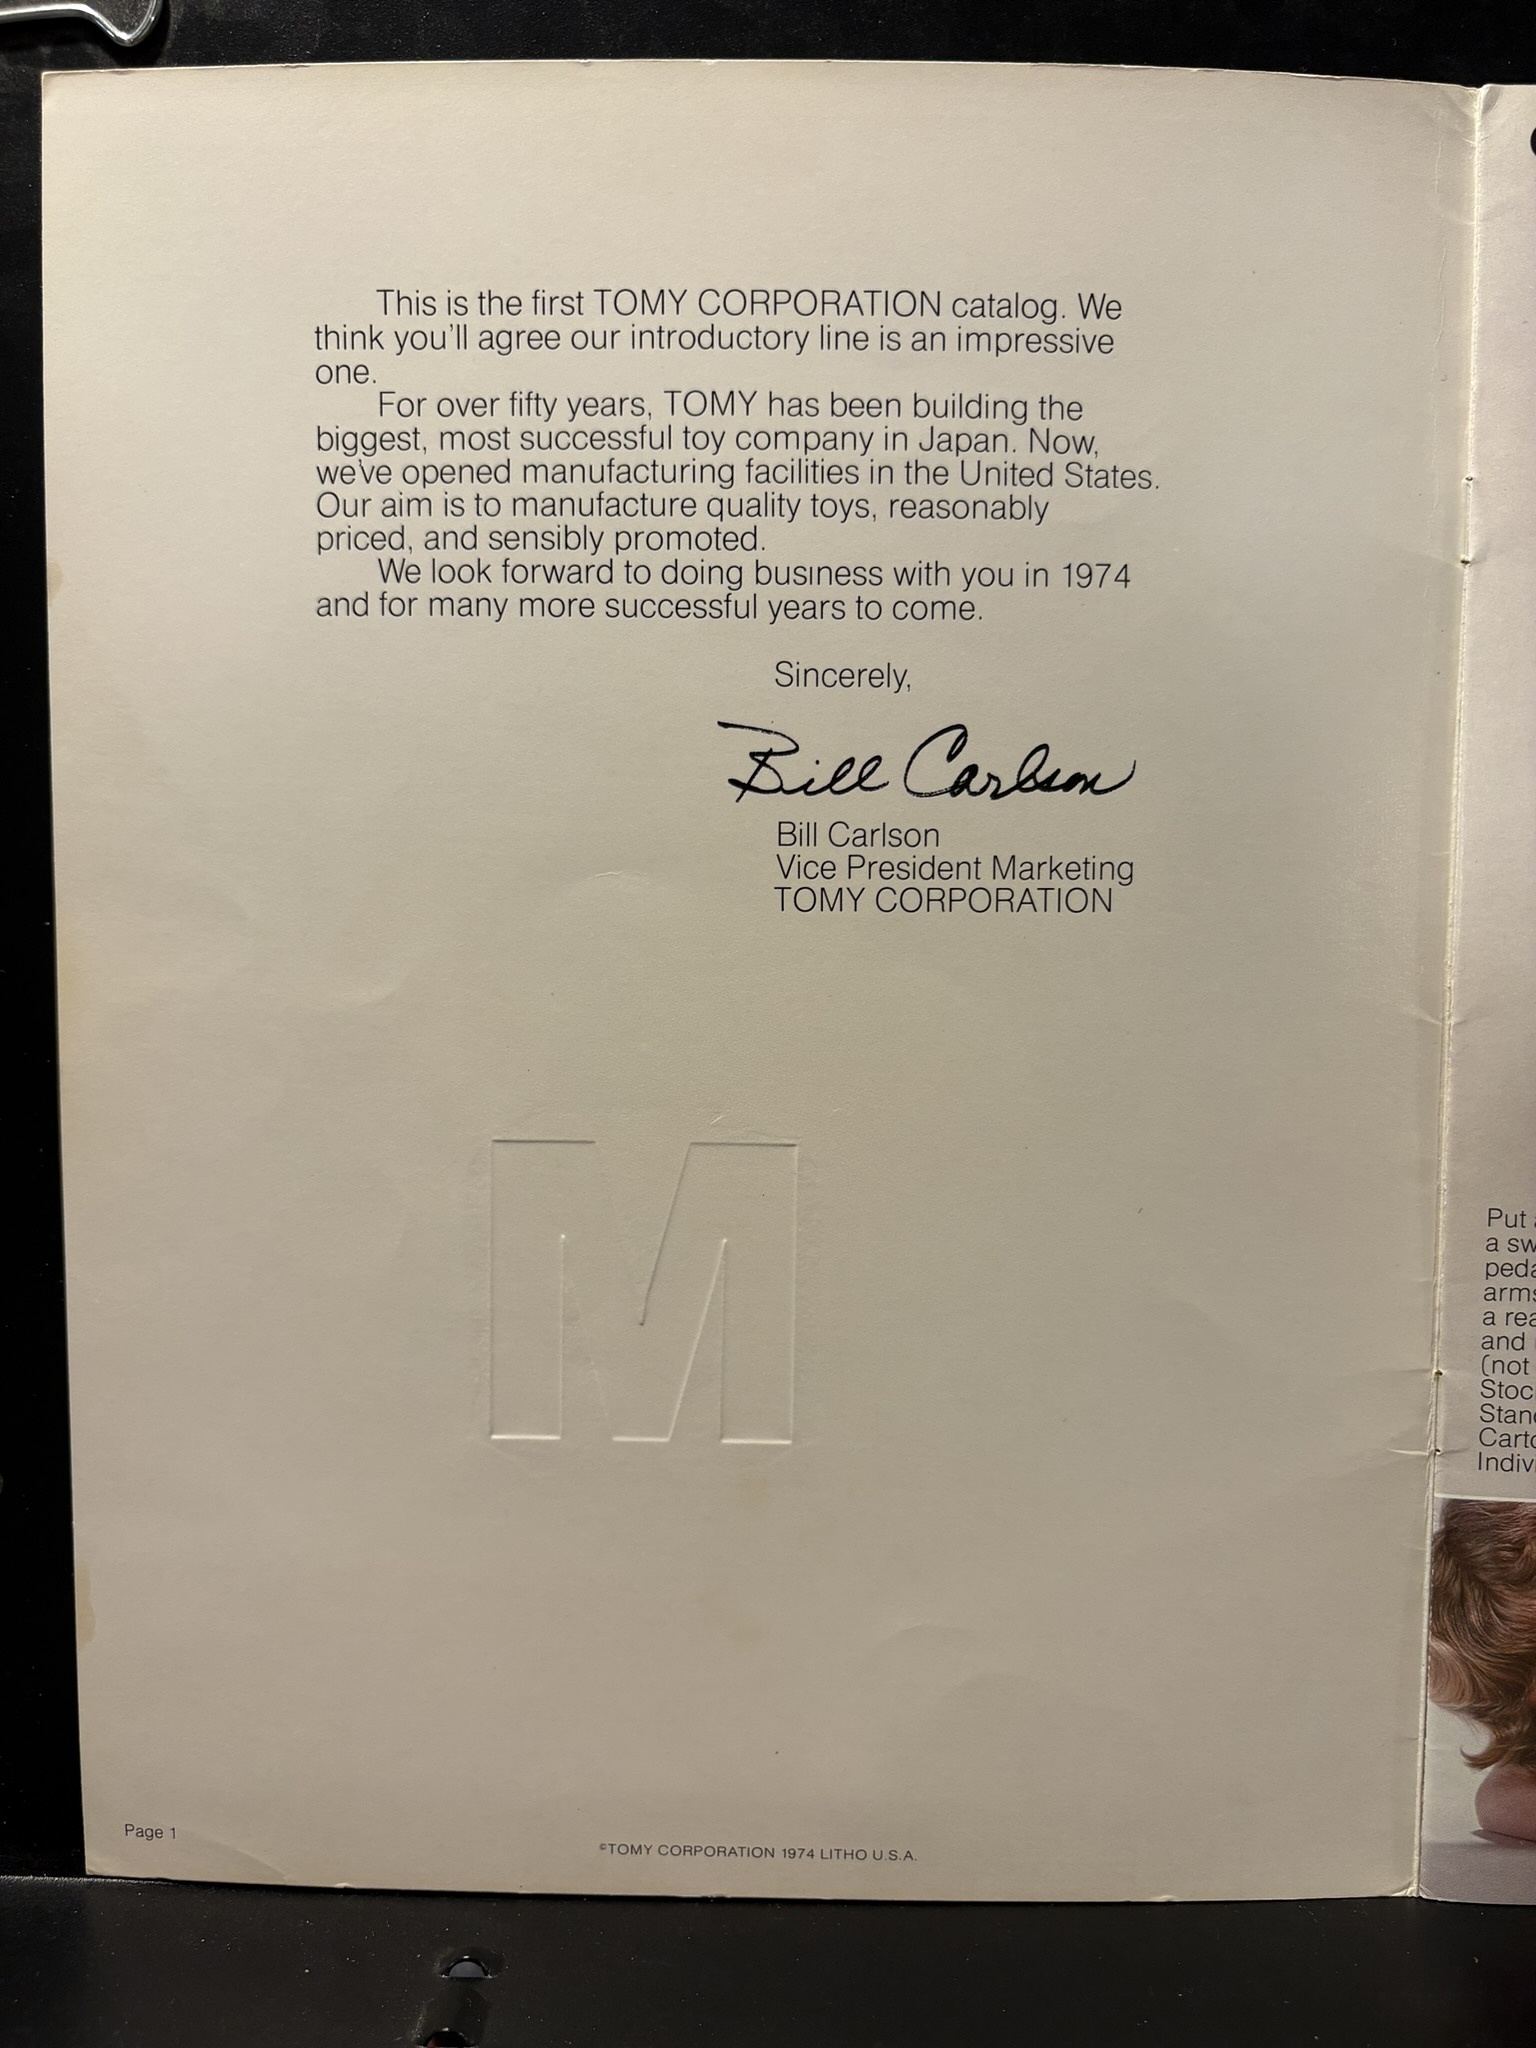 This is the first TOMY CORPORATION catalog. We
think you'll agree our introductory line is an impressive
one.
For over fifty years, TOMY has been building the
biggest, most successful toy company in Japan. Now,
we've opened manufacturing facilities in the United States.
Our aim is to manufacture quality toys, reasonably
priced, and sensibly promoted.
We look forward to doing business with you in 1974
and for many more successful years to come.
Sincerely,
Bill Carlson
Bill Carlson
Vice President Marketing
TOMY CORPORATION
M
Page 1
©TOMY CORPORATION 1974 LITHO U.S.A.
Put
a
and
(not